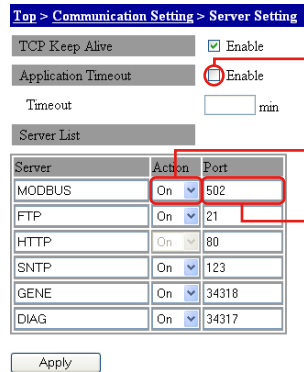 Top > Communication Setting > Server Setting
TCP Keep Alive Enable
Application Timeout Enable
Timeout min
Server List
Server Action Port
MODBUS On 502
FTP On 21
HTTP On 80
SNTP On 123
GENE On 34318
DIAG On 34317
Apply